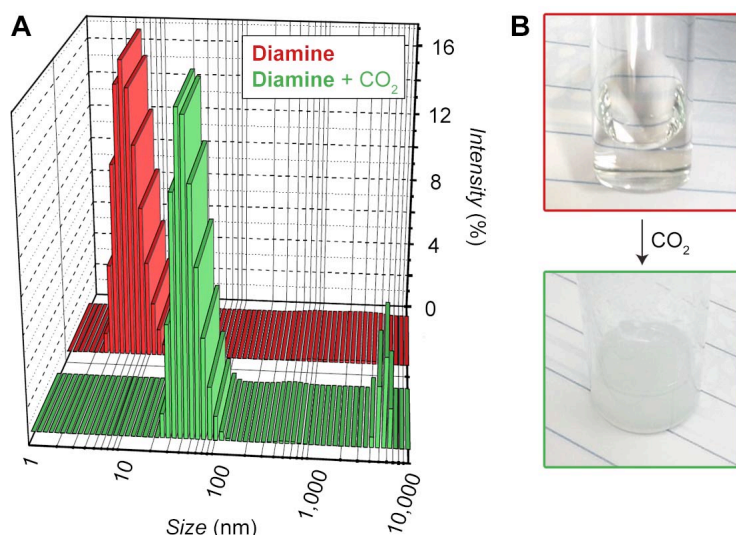 A
Diamine
Diamine + CO₂
16
12
8
4
0
Intensity (%)
1
10
100
1,000
10,000
Size (nm)
B
CO₂